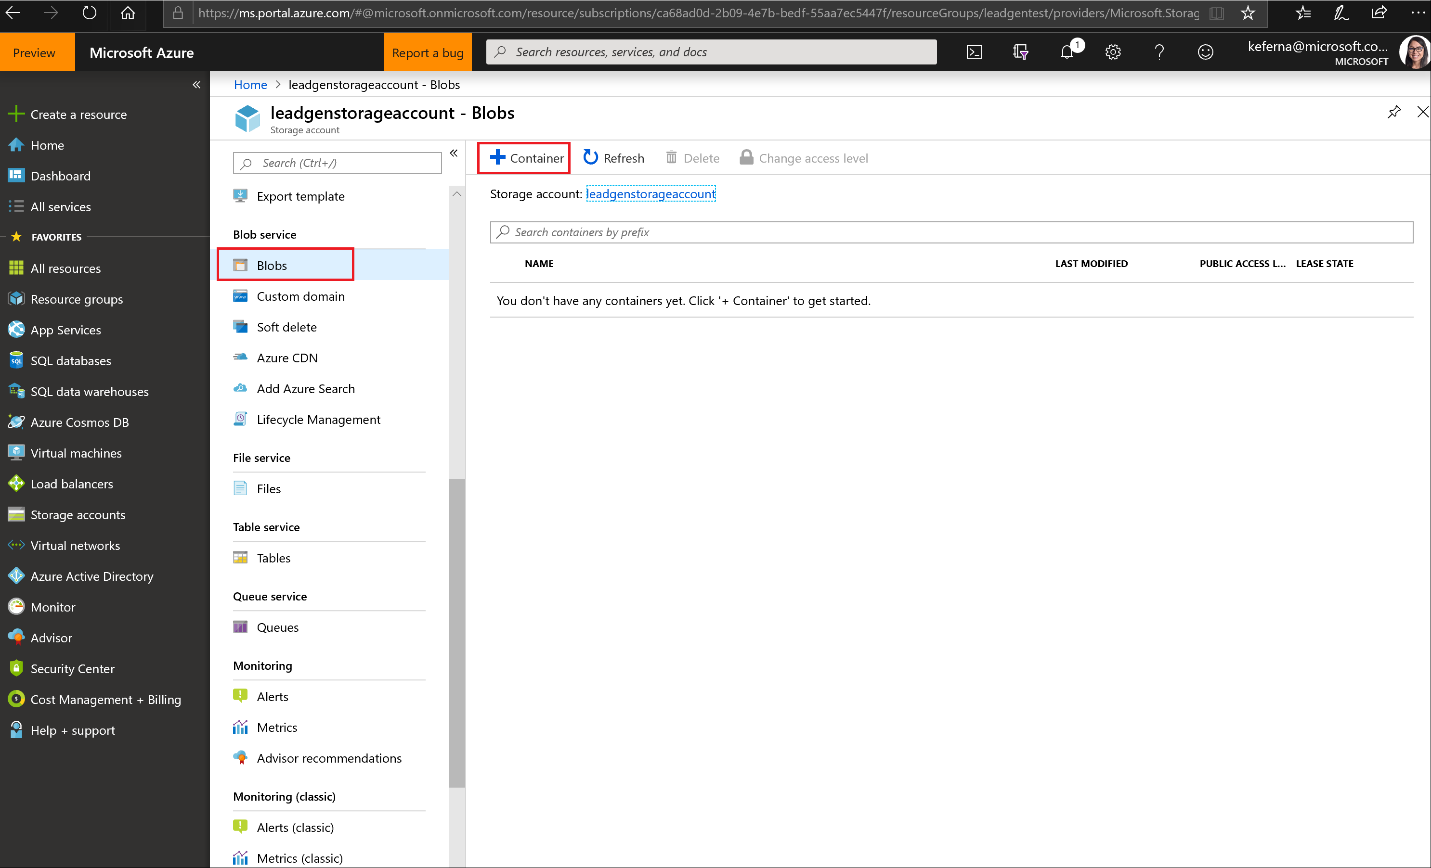 https://ms.portal.azure.com/#@microsoft.onmicrosoft.com/resource/subscriptions/ca68ad0d-2b09-4e7b-bedf-55aa7ec5447f/resourceGroups/leadgentest/providers/Microsoft.Storag
Preview
Microsoft Azure
Report a bug
Search resources, services, and docs
1
keferna@microsoft.co...
MICROSOFT
Create a resource
Home
Dashboard
All services
FAVORITES
All resources
Resource groups
App Services
SQL databases
SQL data warehouses
Azure Cosmos DB
Virtual machines
Load balancers
Storage accounts
Virtual networks
Azure Active Directory
Monitor
Advisor
Security Center
Cost Management + Billing
Help + support
Home > leadgenstorageaccount - Blobs
leadgenstorageaccount - Blobs
Storage account
Search (Ctrl+/)
Export template
Blob service
Blobs
Custom domain
Soft delete
Azure CDN
Add Azure Search
Lifecycle Management
File service
Files
Table service
Tables
Queue service
Queues
Monitoring
Alerts
Metrics
Advisor recommendations
Monitoring (classic)
Alerts (classic)
Metrics (classic)
Container Refresh Delete Change access level
Storage account: leadgenstorageaccount
Search containers by prefix
NAME LAST MODIFIED PUBLIC ACCESS L... LEASE STATE
You don't have any containers yet. Click '+ Container' to get started.